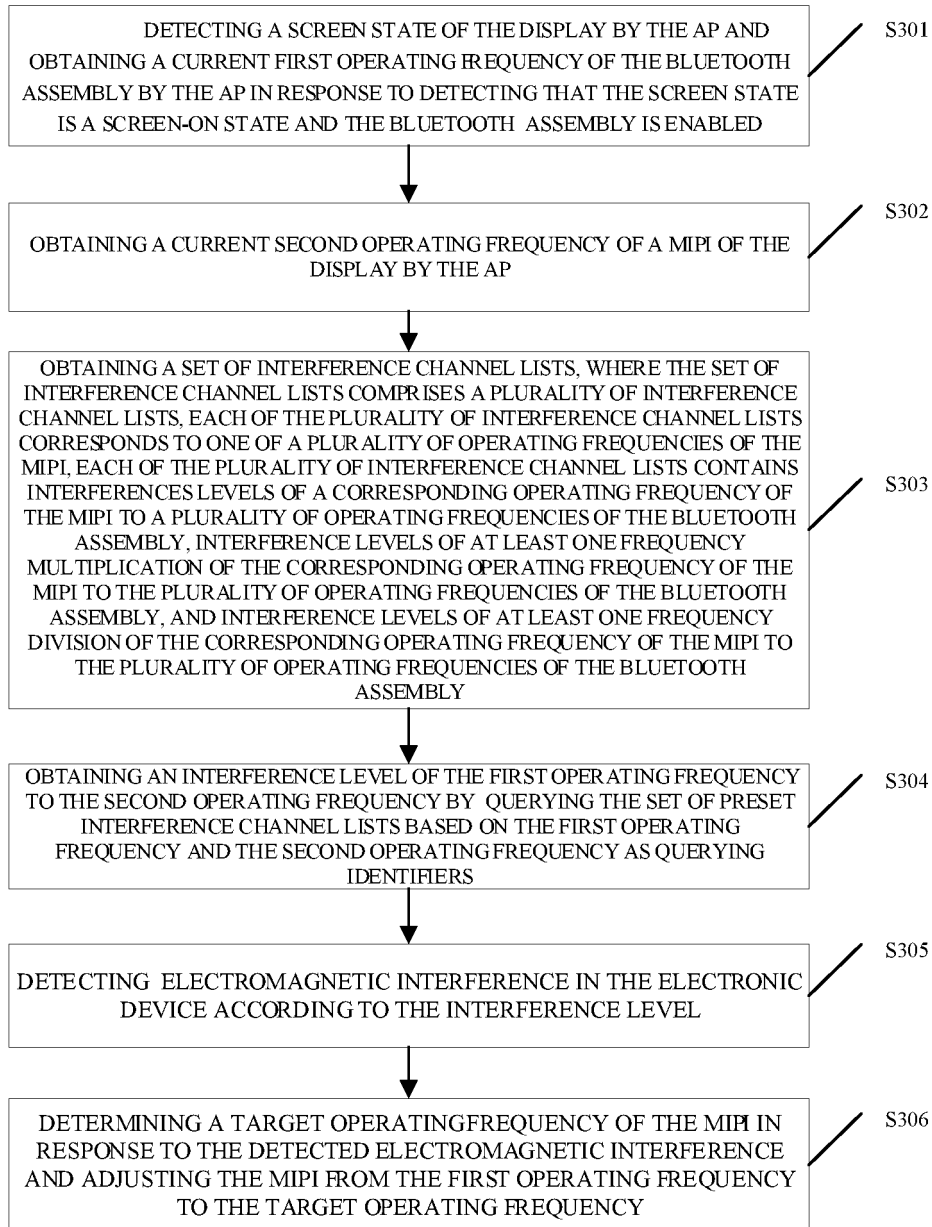 DETECTING A SCREEN STATE OF THE DISPLAY BY THE AP AND
OBTAINING A CURRENT FIRST OPERATING FREQUENCY OF THE BLUETOOTH
ASSEMBLY BY THE AP IN RESPONSE TO DETECTING THAT THE SCREEN STATE
IS A SCREEN-ON STATE AND THE BLUETOOTH ASSEMBLY IS ENABLED
S301
OBTAINING A CURRENT SECOND OPERATING FREQUENCY OF A MIPI OF THE
DISPLAY BY THE AP
S302
OBTAINING A SET OF INTERFERENCE CHANNEL LISTS, WHERE THE SET OF
INTERFERENCE CHANNEL LISTS COMPRISES A PLURALITY OF INTERFERENCE
CHANNEL LISTS, EACH OF THE PLURALITY OF INTERFERENCE CHANNEL LISTS
CORRESPONDS TO ONE OF A PLURALITY OF OPERATING FREQUENCIES OF THE
MIPI, EACH OF THE PLURALITY OF INTERFERENCE CHANNEL LISTS CONTAINS
INTERFERENCES LEVELS OF A CORRESPONDING OPERATING FREQUENCY OF
THE MIPI TO A PLURALITY OF OPERATING FREQUENCIES OF THE BLUETOOTH
ASSEMBLY, INTERFERENCE LEVELS OF AT LEAST ONE FREQUENCY
MULTIPLICATION OF THE CORRESPONDING OPERATING FREQUENCY OF THE
MIPI TO THE PLURALITY OF OPERATING FREQUENCIES OF THE BLUETOOTH
ASSEMBLY, AND INTERFERENCE LEVELS OF AT LEAST ONE FREQUENCY
DIVISION OF THE CORRESPONDING OPERATING FREQUENCY OF THE MIPI TO
THE PLURALITY OF OPERATING FREQUENCIES OF THE BLUETOOTH
ASSEMBLY
S303
OBTAINING AN INTERFERENCE LEVEL OF THE FIRST OPERATING FREQUENCY
TO THE SECOND OPERATING FREQUENCY BY QUERYING THE SET OF PRESET
INTERFERENCE CHANNEL LISTS BASED ON THE FIRST OPERATING
FREQUENCY AND THE SECOND OPERATING FREQUENCY AS QUERYING
IDENTIFIERS
S304
DETECTING ELECTROMAGNETIC INTERFERENCE IN THE ELECTRONIC
DEVICE ACCORDING TO THE INTERFERENCE LEVEL
S305
DETERMINING A TARGET OPERATING FREQUENCY OF THE MIPI IN
RESPONSE TO THE DETECTED ELECTROMAGNETIC INTERFERENCE
AND ADJUSTING THE MIPI FROM THE FIRST OPERATING FREQUENCY
TO THE TARGET OPERATING FREQUENCY
S306